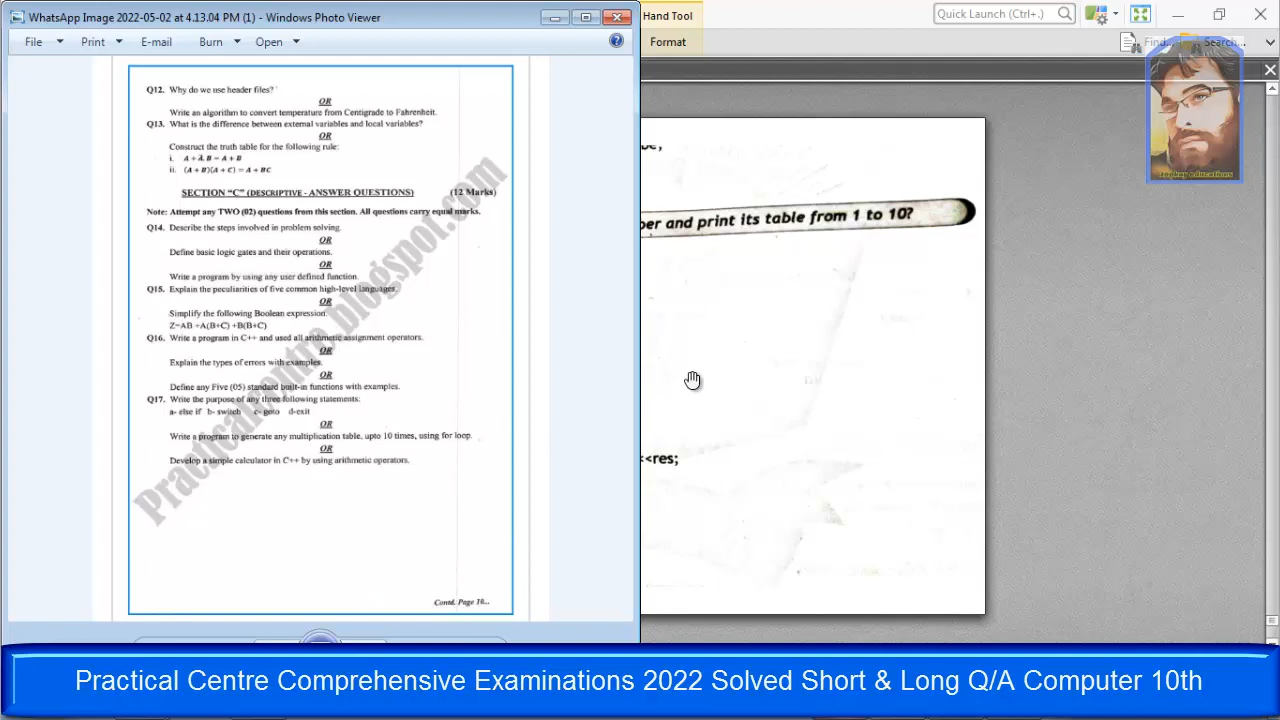 WhatsApp Image 2022-05-02 at 4.13.04 PM (1) - Windows Photo Viewer
File Print E-mail Burn Open
Hand Tool
Quick Launch (Ctrl+.)
Format
Find...
Search...
Q12. Why do we use header files?
OR
Write an algorithm to convert temperature from Centigrade to Fahrenheit.
Q13. What is the difference between external variables and local variables?
OR
Construct the truth table for the following rule:
i. A + A̅. B = A + B
ii. (A + B)(A + C) = A + BC
SECTION "C" (DESCRIPTIVE - ANSWER QUESTIONS) (12 Marks)
Note: Attempt any TWO (02) questions from this section. All questions carry equal marks.
Q14. Describe the steps involved in problem solving.
OR
Define basic logic gates and their operations.
OR
Write a program by using any user defined function.
Q15. Explain the peculiarities of five common high-level languages.
OR
Simplify the following Boolean expression.
Z=AB +A(B+C) +B(B+C)
Q16. Write a program in C++ and used all arithmetic assignment operators.
OR
Explain the types of errors with examples.
OR
Define any Five (05) standard built-in functions with examples.
Q17. Write the purpose of any three following statements:
a- else if b- switch c- goto d-exit
OR
Write a program to generate any multiplication table, upto 10 times, using for loop.
OR
Develop a simple calculator in C++ by using arithmetic operators.
Contd. Page 10...
Practicalcentre.blogspot.com
ber and print its table from 1 to 10?
<<res;
Practical Centre Comprehensive Examinations 2022 Solved Short & Long Q/A Computer 10th